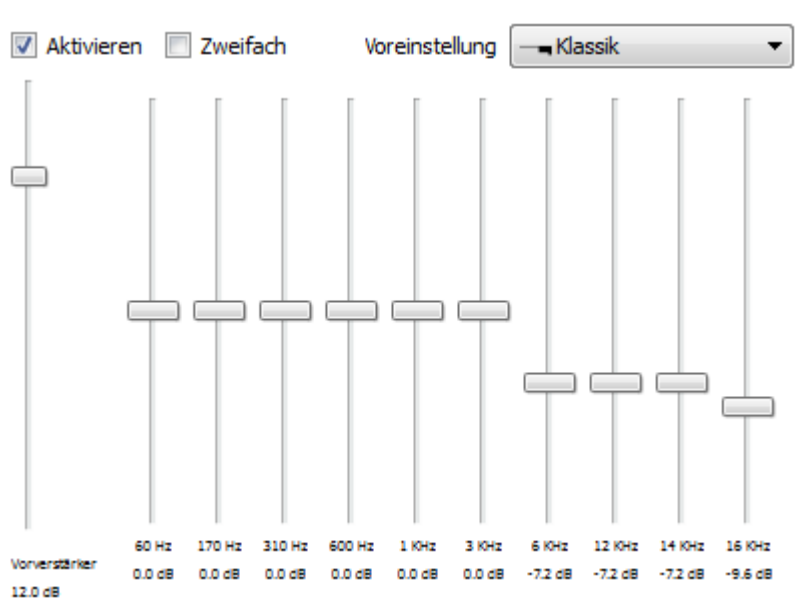 Aktivieren Zweifach Voreinstellung Klassik
60 Hz 170 Hz 310 Hz 600 Hz 1 KHz 3 KHz 6 KHz 12 KHz 14 KHz 16 KHz
Vorverstärker 0.0 dB 0.0 dB 0.0 dB 0.0 dB 0.0 dB 0.0 dB -7.2 dB -7.2 dB -7.2 dB -9.6 dB
12.0 dB